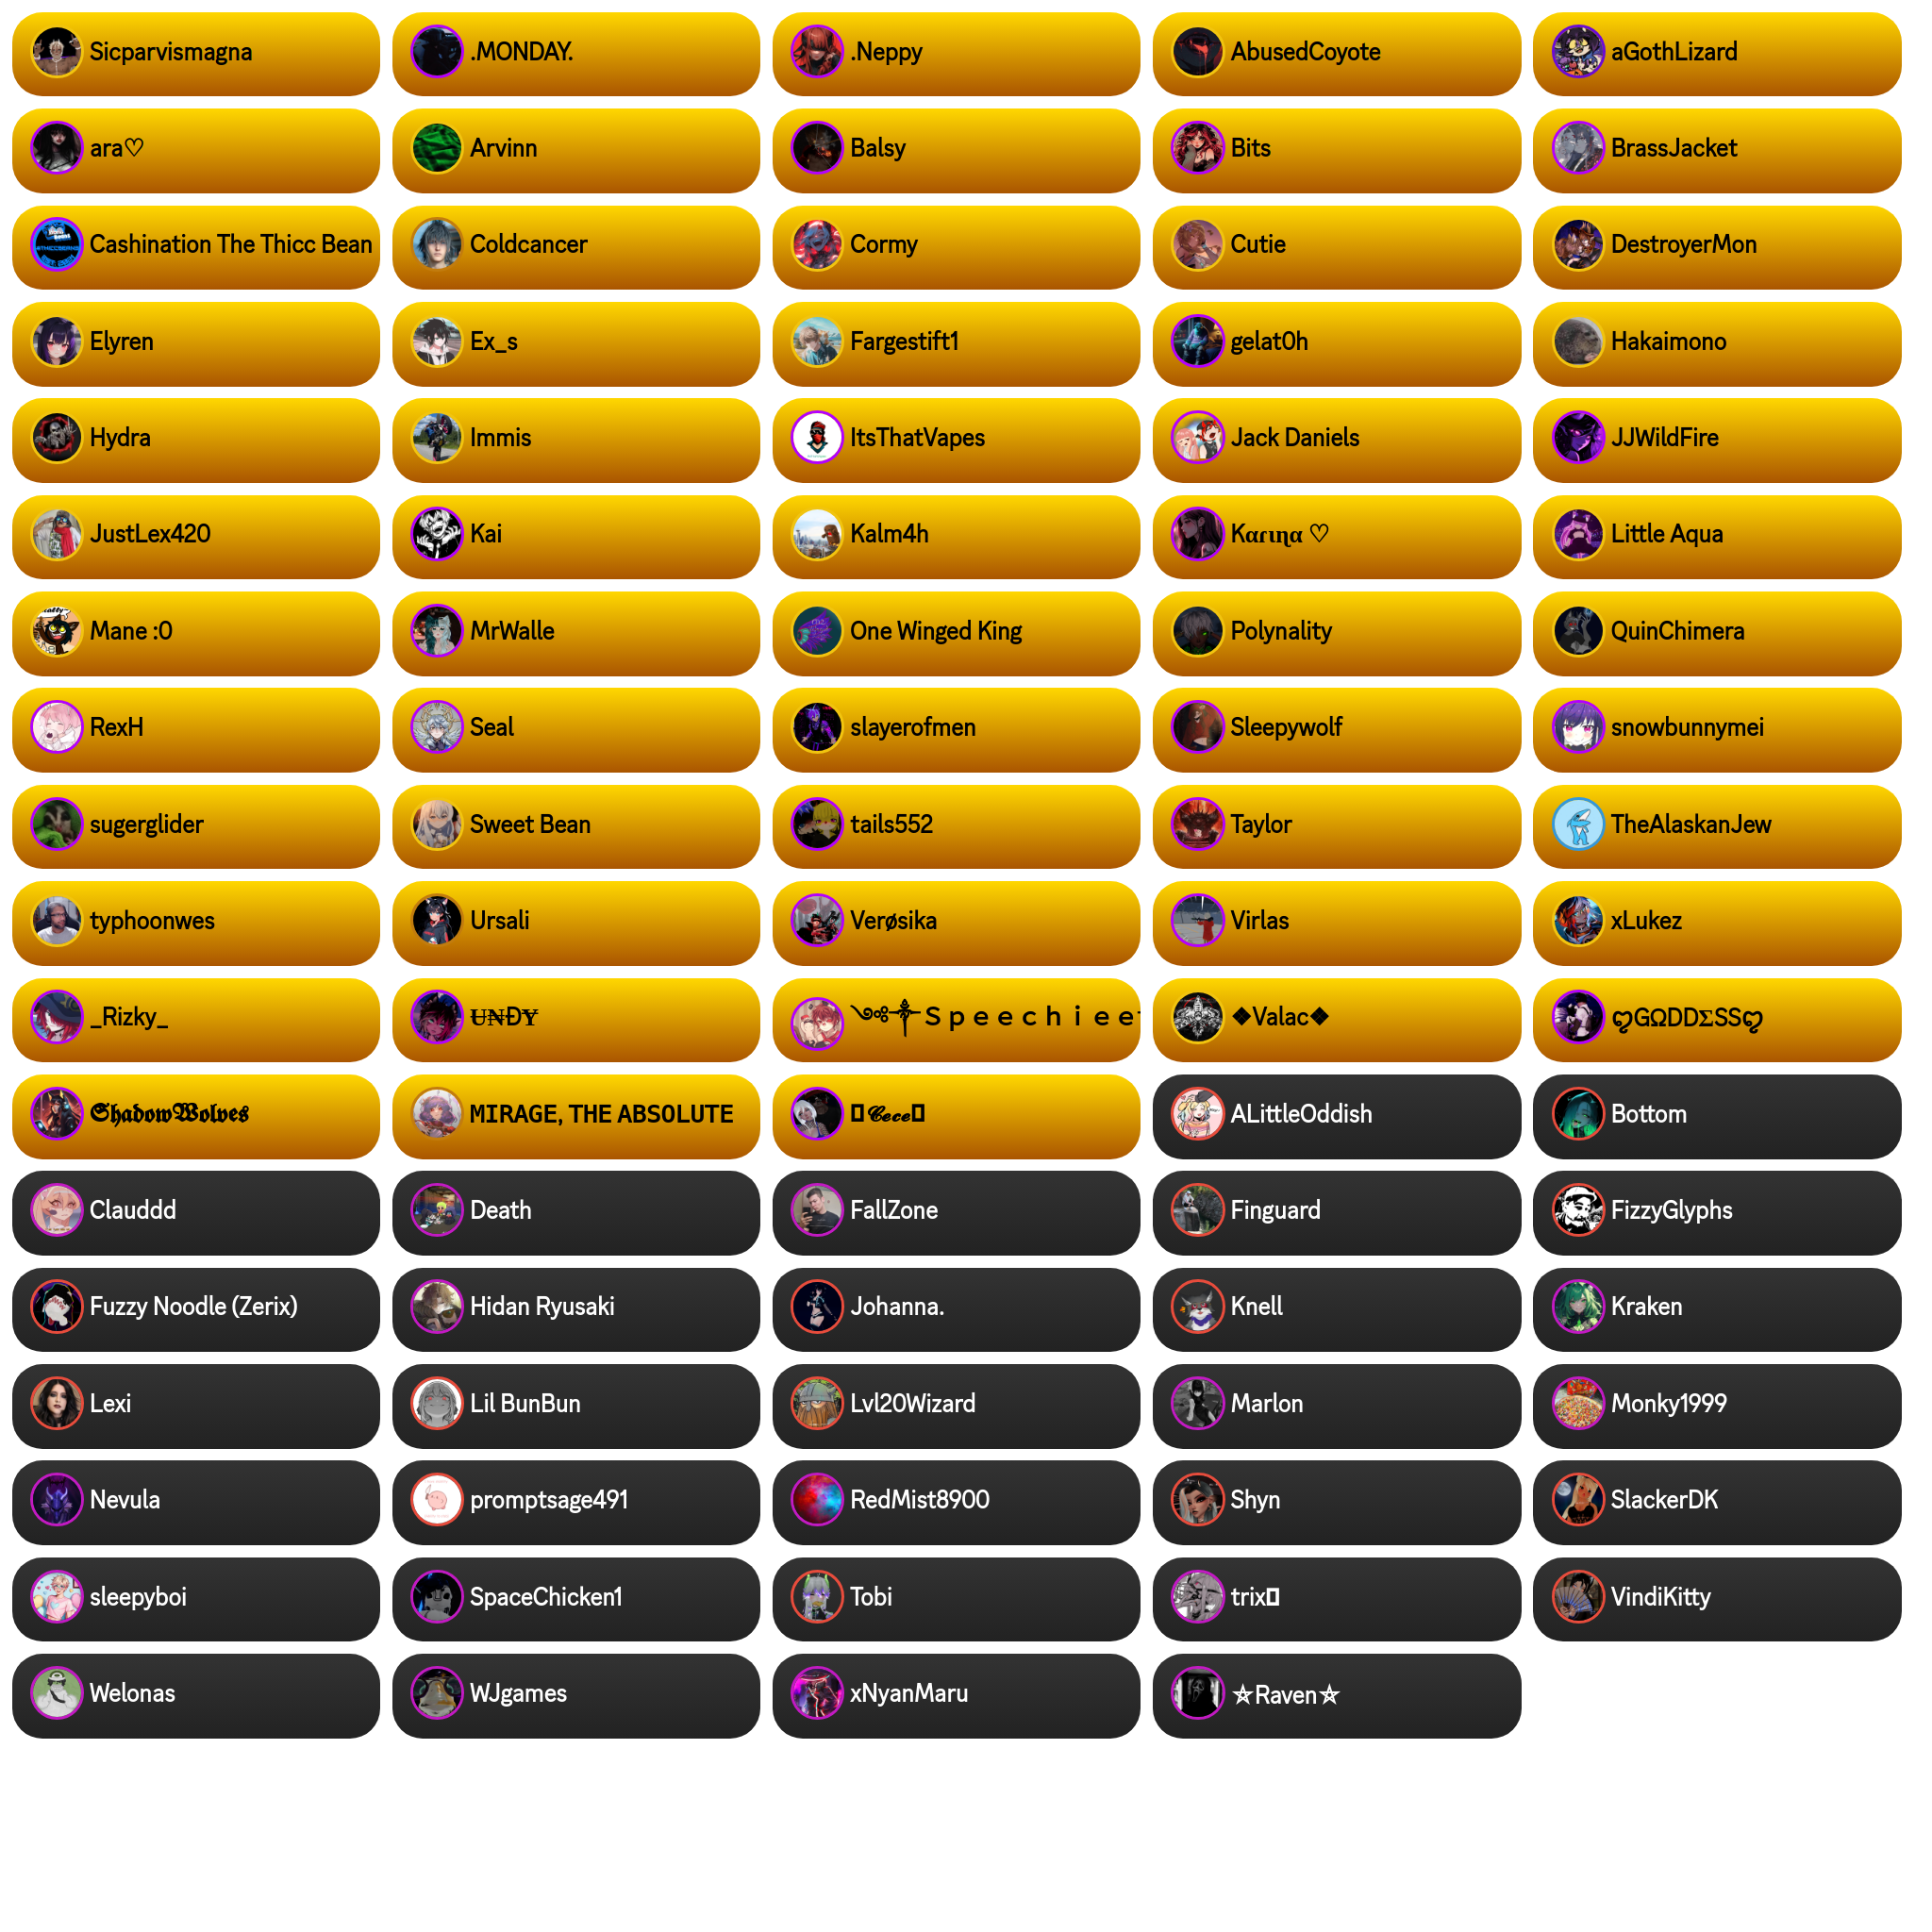 Sicparvismagna
.MONDAY.
.Neppy
AbusedCoyote
aGothLizard
ara♡
Arvinn
Balsy
Bits
BrassJacket
Cashination The Thicc Bean
Coldcancer
Cormy
Cutie
DestroyerMon
Elyren
Ex_s
Fargestift1
gelat0h
Hakaimono
Hydra
Immis
ItsThatVapes
Jack Daniels
JJWildFire
JustLex420
Kai
Kalm4h
Kαɾιɳα ♡
Little Aqua
Mane :0
MrWalle
One Winged King
Polynality
QuinChimera
RexH
Seal
slayerofmen
Sleepywolf
snowbunnymei
sugerglider
Sweet Bean
tails552
Taylor
TheAlaskanJew
typhoonwes
Ursali
Verøsika
Virlas
xLukez
_Rizky_
U̶N̶ĐY̶
༺༒Ｓｐｅｅｃｈｉｅｅ
❖Valac❖
ღGΩDDΣSSღ
𝕾𝖍𝖆𝖉𝖔𝖜𝖂𝖔𝖑𝖛𝖊𝖘
MIRAGE, THE ABSOLUTE
𝓒𝓮𝓬𝓮
ALittleOddish
Bottom
Clauddd
Death
FallZone
Finguard
FizzyGlyphs
Fuzzy Noodle (Zerix)
Hidan Ryusaki
Johanna.
Knell
Kraken
Lexi
Lil BunBun
Lvl20Wizard
Marlon
Monky1999
Nevula
promptsage491
RedMist8900
Shyn
SlackerDK
sleepyboi
SpaceChicken1
Tobi
trix
VindiKitty
Welonas
WJgames
xNyanMaru
⛤Raven⛤